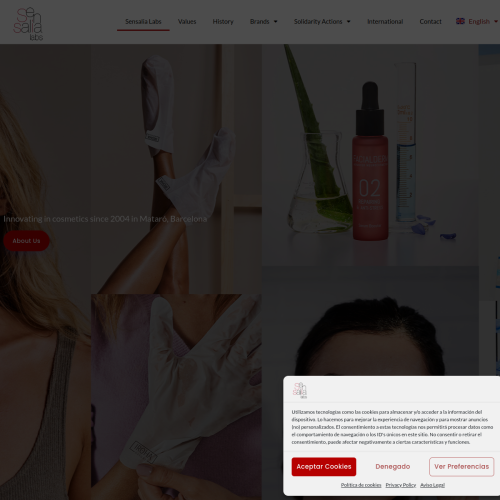 sensalia labs
Sensalia Labs Values History Brands Solidarity Actions International Contact English
Innovating in cosmetics since 2004 in Mataró, Barcelona
About Us
02
Utilizamos tecnologías como las cookies para almacenar y/o acceder a la información del
dispositivo. Lo hacemos para mejorar la experiencia de navegación y para mostrar anuncios
(no) personalizados. El consentimiento a estas tecnologías nos permitirá procesar datos como
el comportamiento de navegación o los ID's únicos en este sitio. No consentir o retirar el
consentimiento, puede afectar negativamente a ciertas características y funciones.
Aceptar Cookies Denegado Ver Preferencias
Política de cookies Privacy Policy Aviso Legal